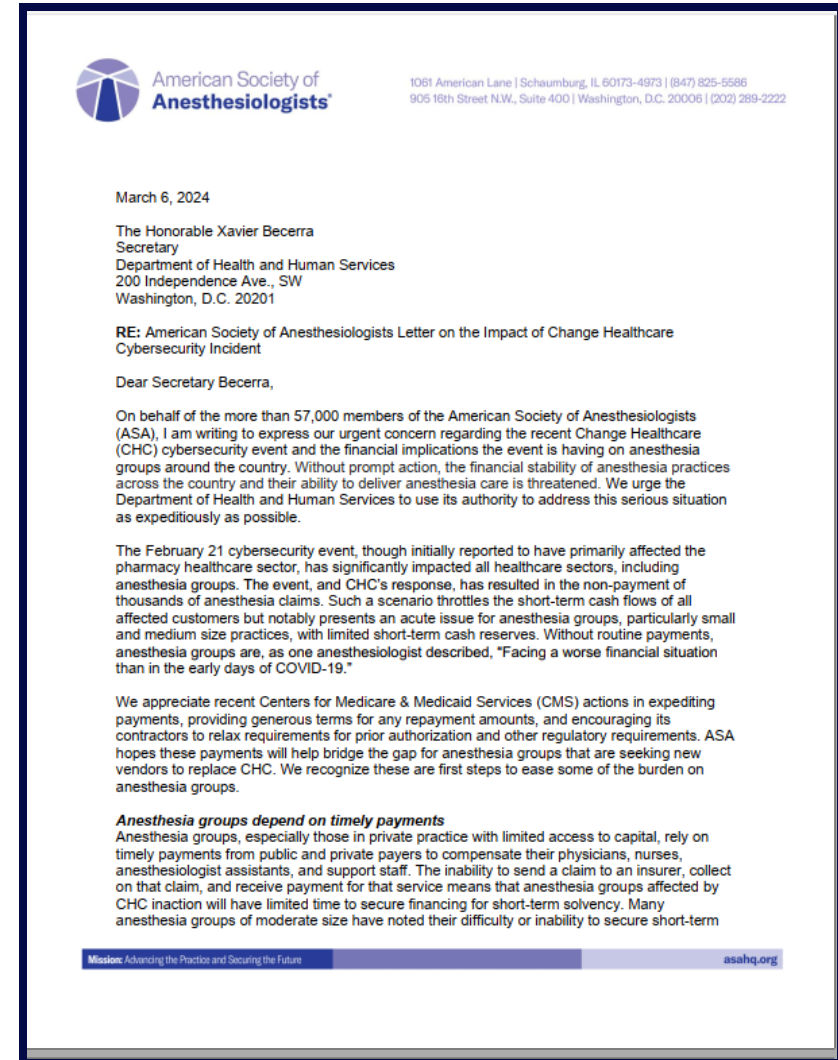 American Society of
Anesthesiologists®
1061 American Lane | Schaumburg, IL 60173-4973 | (847) 825-5586
905 16th Street N.W., Suite 400 | Washington, D.C. 20006 | (202) 289-2222
March 6, 2024
The Honorable Xavier Becerra
Secretary
Department of Health and Human Services
200 Independence Ave., SW
Washington, D.C. 20201
RE: American Society of Anesthesiologists Letter on the Impact of Change Healthcare
Cybersecurity Incident
Dear Secretary Becerra,
On behalf of the more than 57,000 members of the American Society of Anesthesiologists
(ASA), I am writing to express our urgent concern regarding the recent Change Healthcare
(CHC) cybersecurity event and the financial implications the event is having on anesthesia
groups around the country. Without prompt action, the financial stability of anesthesia practices
across the country and their ability to deliver anesthesia care is threatened. We urge the
Department of Health and Human Services to use its authority to address this serious situation
as expeditiously as possible.
The February 21 cybersecurity event, though initially reported to have primarily affected the
pharmacy healthcare sector, has significantly impacted all healthcare sectors, including
anesthesia groups. The event, and CHC's response, has resulted in the non-payment of
thousands of anesthesia claims. Such a scenario throttles the short-term cash flows of all
affected customers but notably presents an acute issue for anesthesia groups, particularly small
and medium size practices, with limited short-term cash reserves. Without routine payments,
anesthesia groups are, as one anesthesiologist described, "Facing a worse financial situation
than in the early days of COVID-19."
We appreciate recent Centers for Medicare & Medicaid Services (CMS) actions in expediting
payments, providing generous terms for any repayment amounts, and encouraging its
contractors to relax requirements for prior authorization and other regulatory requirements. ASA
hopes these payments will help bridge the gap for anesthesia groups that are seeking new
vendors to replace CHC. We recognize these are first steps to ease some of the burden on
anesthesia groups.
Anesthesia groups depend on timely payments
Anesthesia groups, especially those in private practice with limited access to capital, rely on
timely payments from public and private payers to compensate their physicians, nurses,
anesthesiologist assistants, and support staff. The inability to send a claim to an insurer, collect
on that claim, and receive payment for that service means that anesthesia groups affected by
CHC inaction will have limited time to secure financing for short-term solvency. Many
anesthesia groups of moderate size have noted their difficulty or inability to secure short-term
Mission: Advancing the Practice and Securing the Future
asahq.org